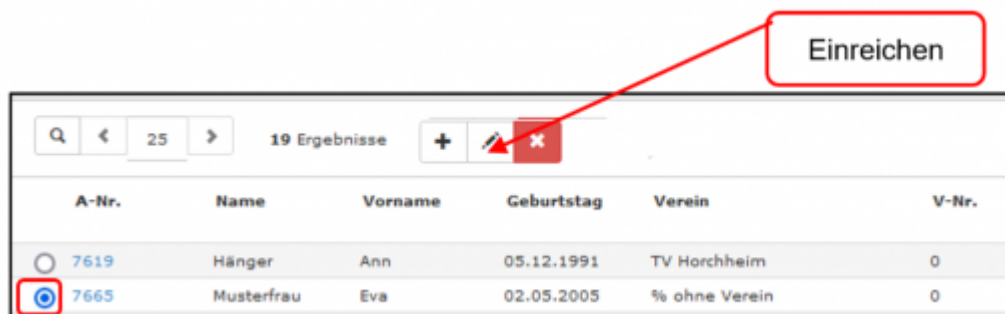 Einreichen
25 19 Ergebnisse
A-Nr. Name Vorname Geburtstag Verein V-Nr.
7619 Hänger Ann 05.12.1991 TV Horchheim 0
7665 Musterfrau Eva 02.05.2005 % ohne Verein 0